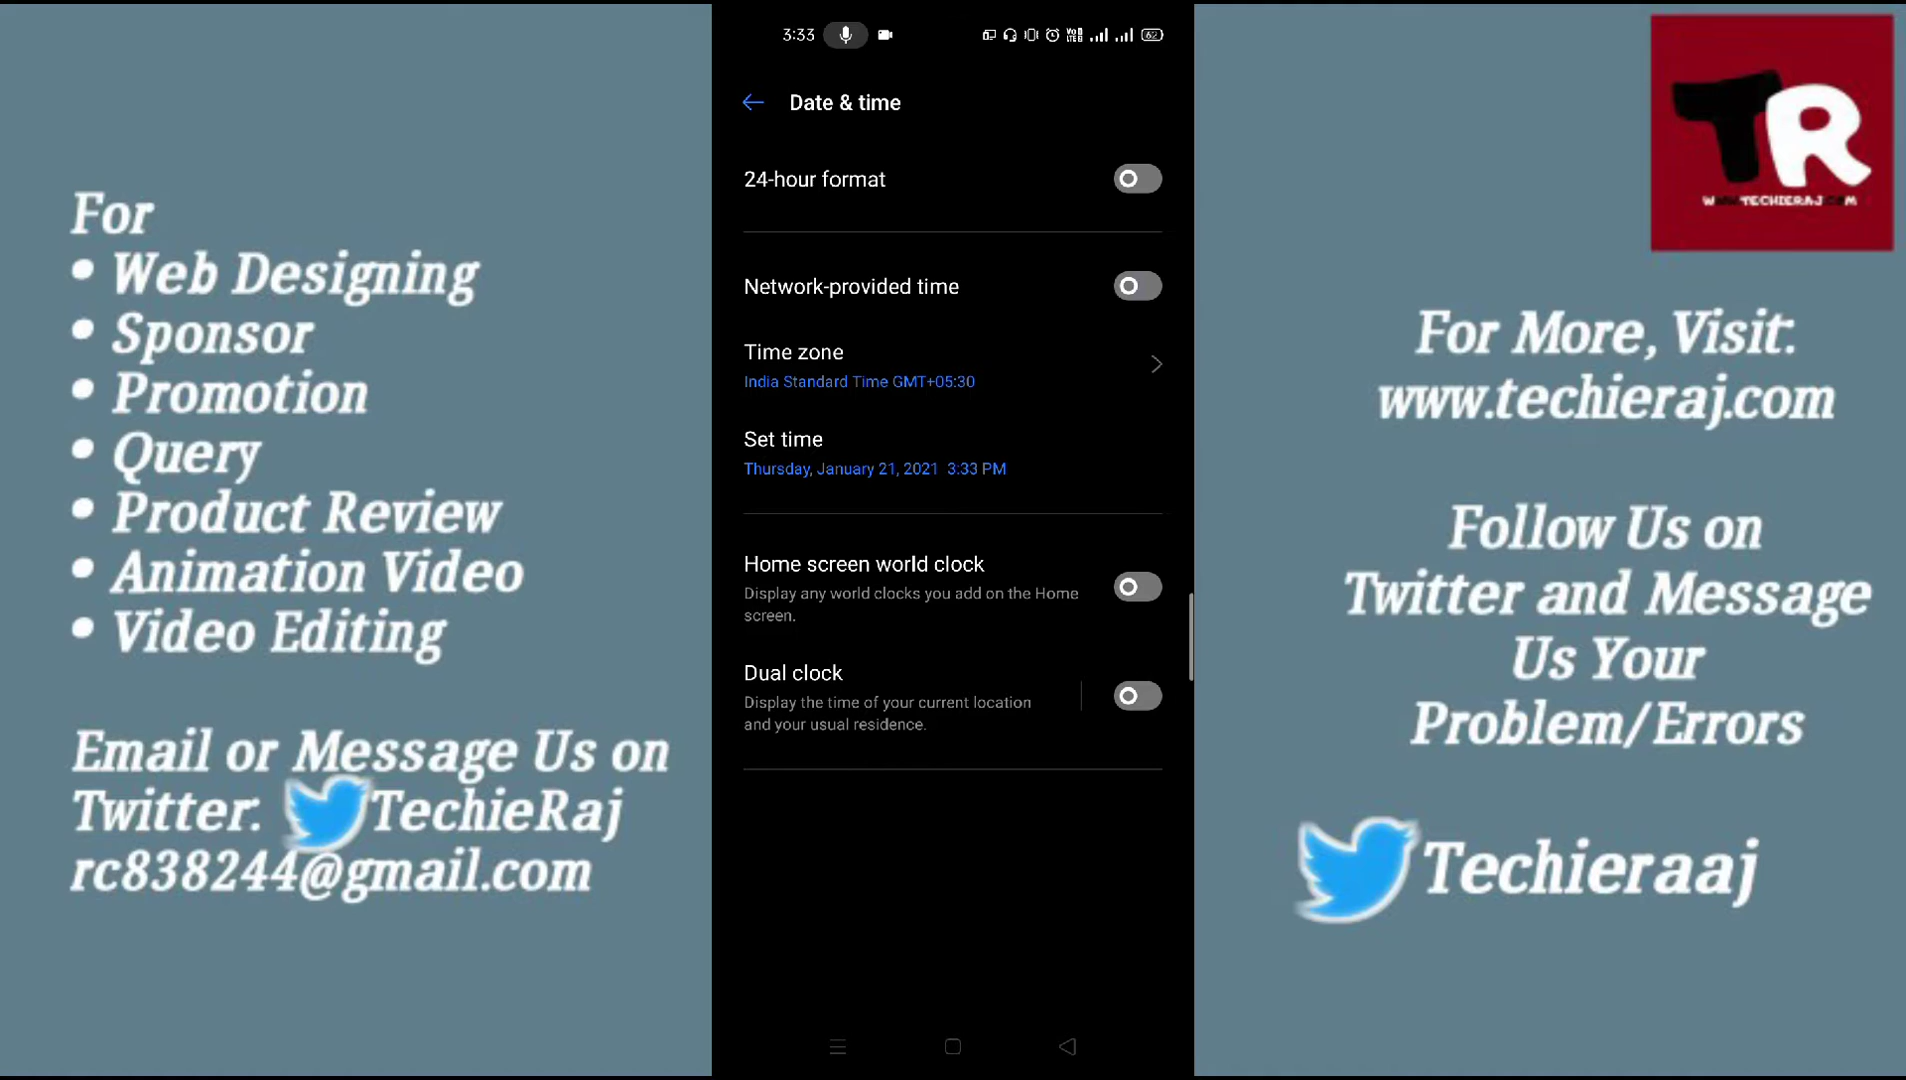 For
• Web Designing
• Sponsor
• Promotion
• Query
• Product Review
• Animation Video
• Video Editing
Email or Message Us on
Twitter: TechieRaj
rc838244@gmail.com
3:33
62
Date & time
24-hour format
Network-provided time
Time zone
India Standard Time GMT+05:30
Set time
Thursday, January 21, 2021 3:33 PM
Home screen world clock
Display any world clocks you add on the Home
screen.
Dual clock
Display the time of your current location
and your usual residence.
TR
WWW.TECHIERAJ.COM
For More, Visit:
www.techieraj.com
Follow Us on
Twitter and Message
Us Your
Problem/Errors
Techieraaj